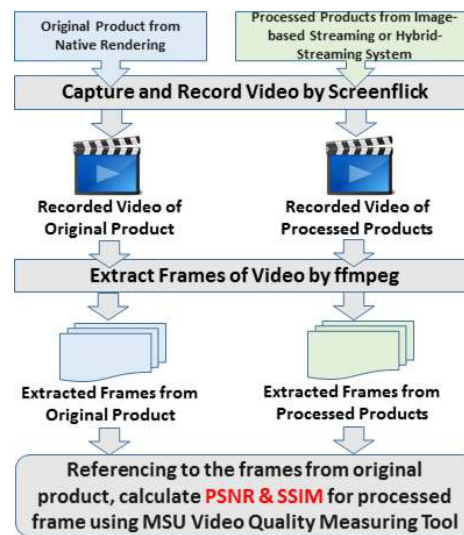 Original Product from
Native Rendering
Processed Products from Image-
based Streaming or Hybrid-
Streaming System
Capture and Record Video by Screenflick
Recorded Video of
Original Product
Recorded Video of
Processed Products
Extract Frames of Video by ffmpeg
Extracted Frames from
Original Product
Extracted Frames from
Processed Products
Referencing to the frames from original
product, calculate PSNR & SSIM for processed
frame using MSU Video Quality Measuring Tool